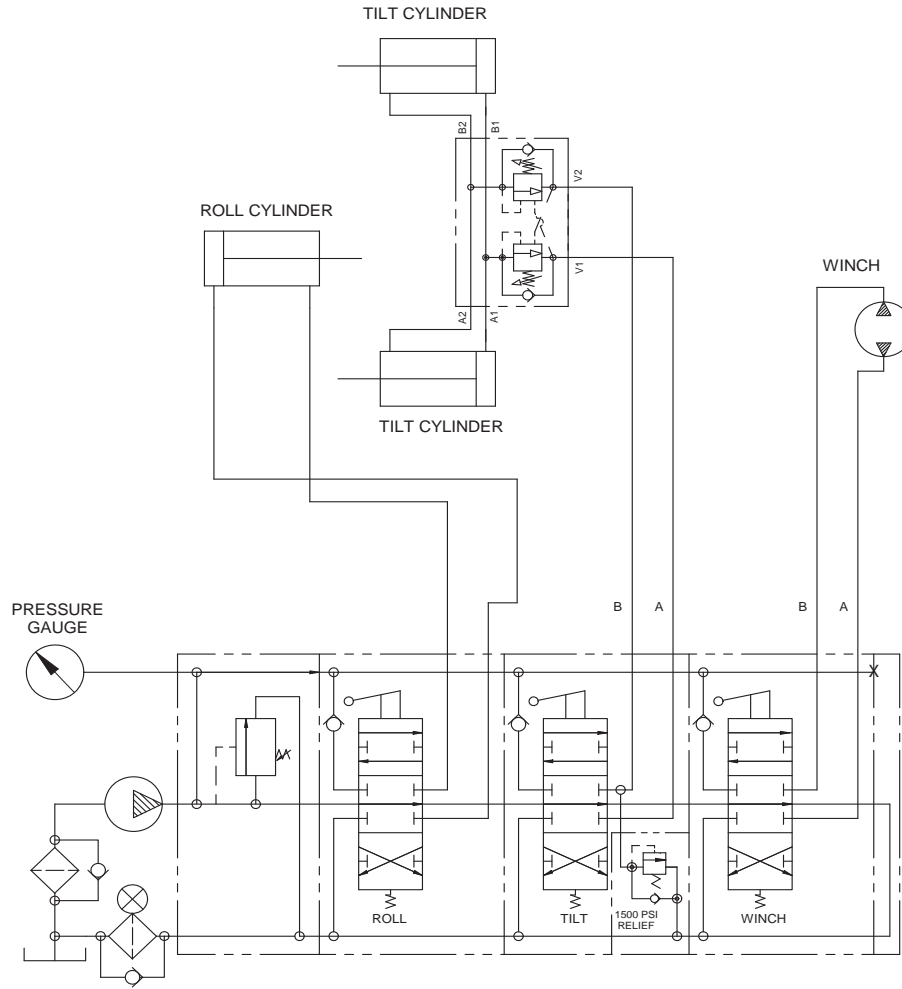 TILT CYLINDER
B2
B1
V2
ROLL CYLINDER
V1
WINCH
A2
A1
TILT CYLINDER
B
A
B
A
PRESSURE
GAUGE
X
ROLL
TILT
1500 PSI
RELIEF
WINCH